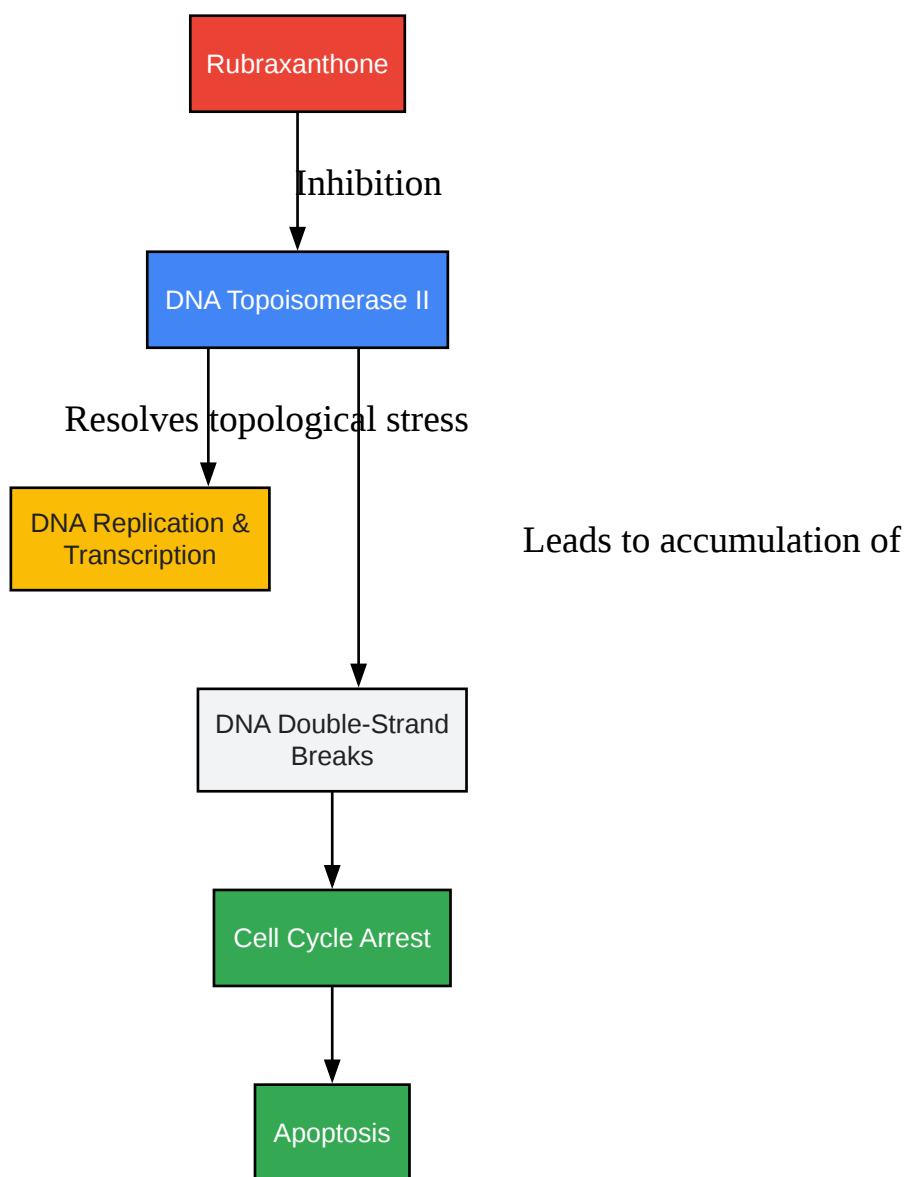 Rubraxanthone
Inhibition
DNA Topoisomerase II
Resolves topological stress
DNA Replication &
Transcription
Leads to accumulation of
DNA Double-Strand
Breaks
Cell Cycle Arrest
Apoptosis